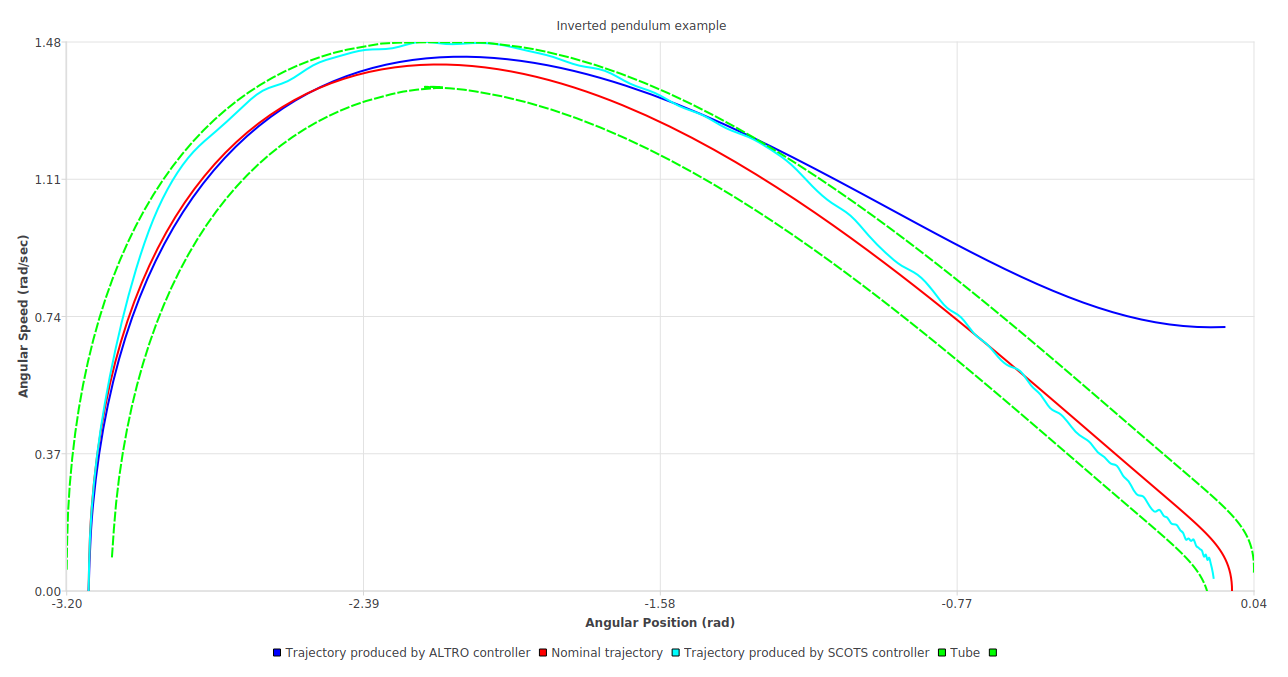 Inverted pendulum example
1.48
1.11
0.74
0.37
0.00
Angular Speed (rad/sec)
-3.20 -2.39 -1.58 -0.77 0.04
Angular Position (rad)
Trajectory produced by ALTRO controller Nominal trajectory Trajectory produced by SCOTS controller Tube